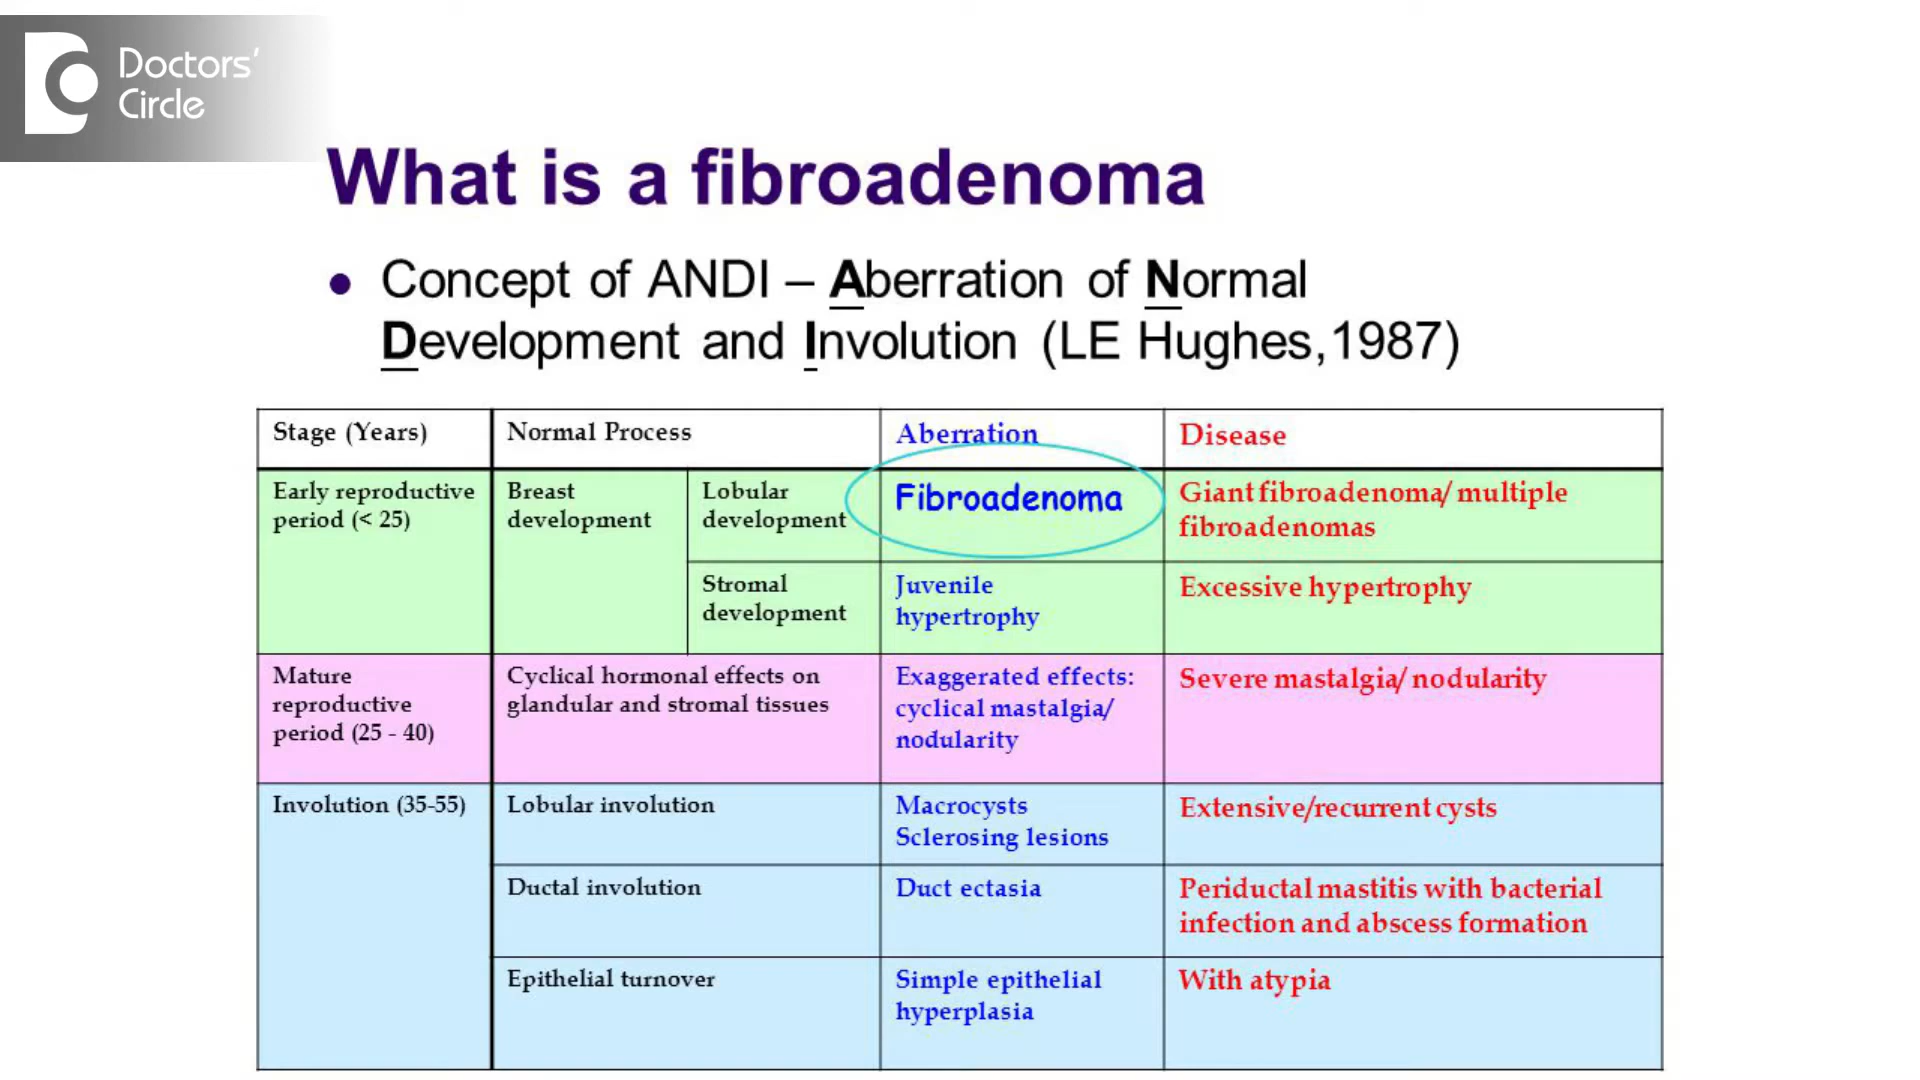 Doctors'
Circle
What is a fibroadenoma
• Concept of ANDI – Aberration of Normal
Development and Involution (LE Hughes,1987)
Stage (Years) Normal Process Aberration Disease
Early reproductive
period (< 25)
Breast
development
Lobular
development
Fibroadenoma
Giant fibroadenoma/ multiple
fibroadenomas
Stromal
development
Juvenile
hypertrophy
Excessive hypertrophy
Mature
reproductive
period (25 - 40)
Cyclical hormonal effects on
glandular and stromal tissues
Exaggerated effects:
cyclical mastalgia/
nodularity
Severe mastalgia/ nodularity
Involution (35-55)
Lobular involution
Macrocysts
Sclerosing lesions
Extensive/recurrent cysts
Ductal involution
Duct ectasia
Periductal mastitis with bacterial
infection and abscess formation
Epithelial turnover
Simple epithelial
hyperplasia
With atypia